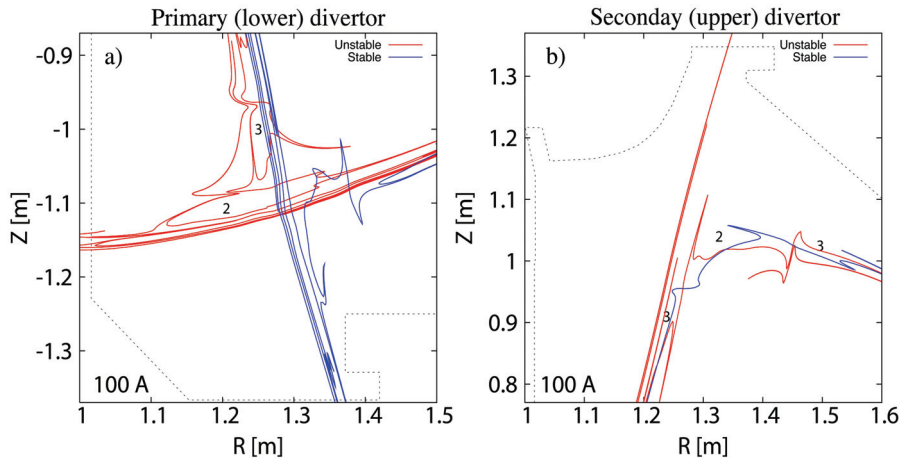 Primary (lower) divertor
a)
Unstable
Stable
-0.9
-1
-1.1
-1.2
-1.3
Z [m]
3
2
100 A
1 1.1 1.2 1.3 1.4 1.5
R [m]
Seconday (upper) divertor
b)
Unstable
Stable
1.3
1.2
1.1
1
0.9
0.8
Z [m]
2
3
3
100 A
1 1.1 1.2 1.3 1.4 1.5 1.6
R [m]